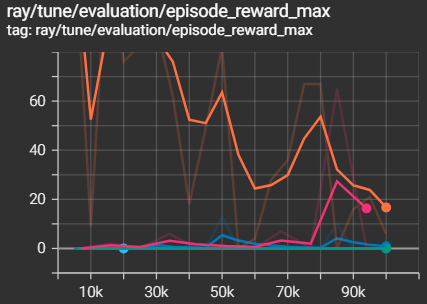 ray/tune/evaluation/episode_reward_max
tag: ray/tune/evaluation/episode_reward_max
60
40
20
0
10k 30k 50k 70k 90k